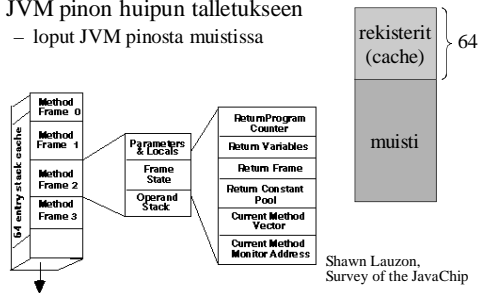 JVM pinon huipun talletukseen
– loput JVM pinosta muistissa
rekisterit
(cache)
64
muisti
64 entry stack cache
Method
Frame 0
Method
Frame 1
Method
Frame 2
Method
Frame 3
Parameters
& Locals
Frame
State
Operand
Stack
Return Program
Counter
Return Variables
Return Frame
Return Constant
Pool
Current Method
Vector
Current Method
Monitor Address
Shawn Lauzon,
Survey of the JavaChip